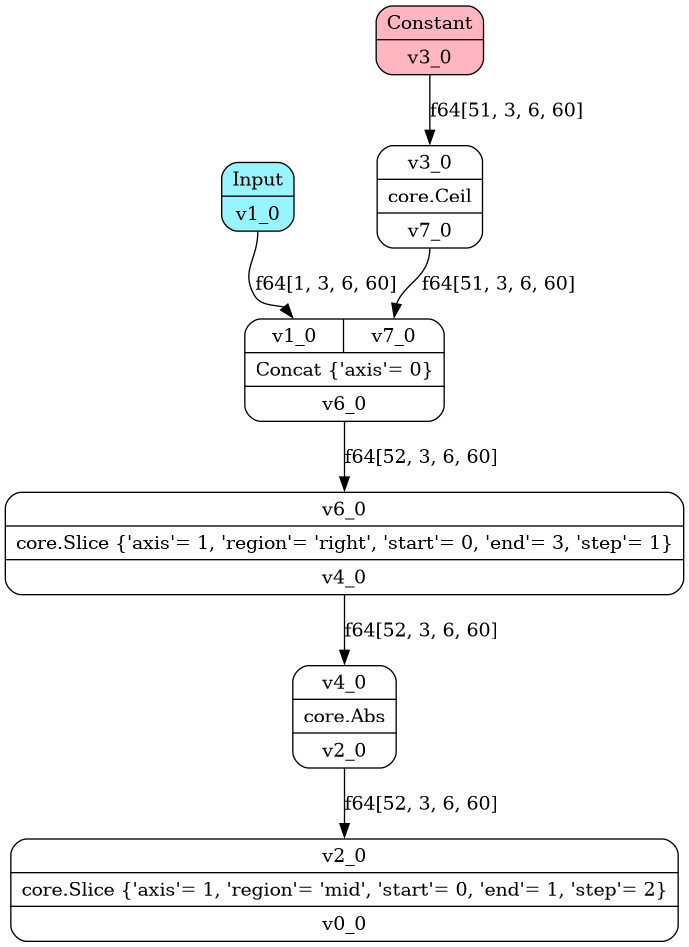 Constant
v3_0
f64[51, 3, 6, 60]
v3_0
core.Ceil
v7_0
Input
v1_0
f64[1, 3, 6, 60]
f64[51, 3, 6, 60]
v1_0 v7_0
Concat {'axis'= 0}
v6_0
f64[52, 3, 6, 60]
v6_0
core.Slice {'axis'= 1, 'region'= 'right', 'start'= 0, 'end'= 3, 'step'= 1}
v4_0
f64[52, 3, 6, 60]
v4_0
core.Abs
v2_0
f64[52, 3, 6, 60]
v2_0
core.Slice {'axis'= 1, 'region'= 'mid', 'start'= 0, 'end'= 1, 'step'= 2}
v0_0